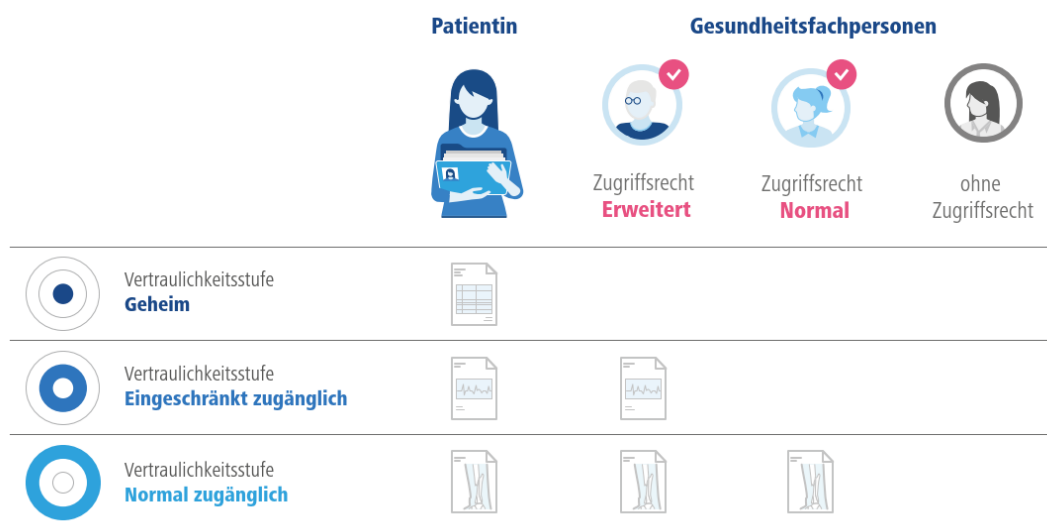 Patientin
Gesundheitsfachpersonen
Zugriffsrecht
Erweitert
Zugriffsrecht
Normal
ohne
Zugriffsrecht
Vertraulichkeitsstufe
Geheim
Vertraulichkeitsstufe
Eingeschränkt zugänglich
Vertraulichkeitsstufe
Normal zugänglich